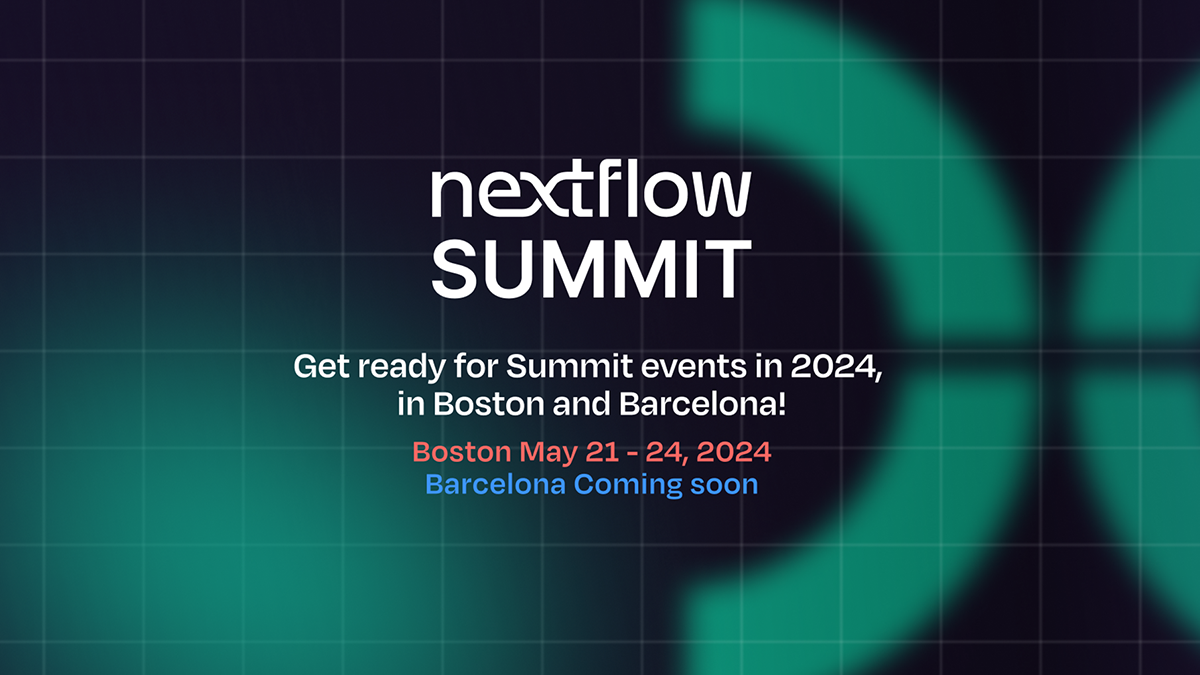 nextflow
SUMMIT
Get ready for Summit events in 2024,
in Boston and Barcelona!
Boston May 21 - 24, 2024
Barcelona Coming soon